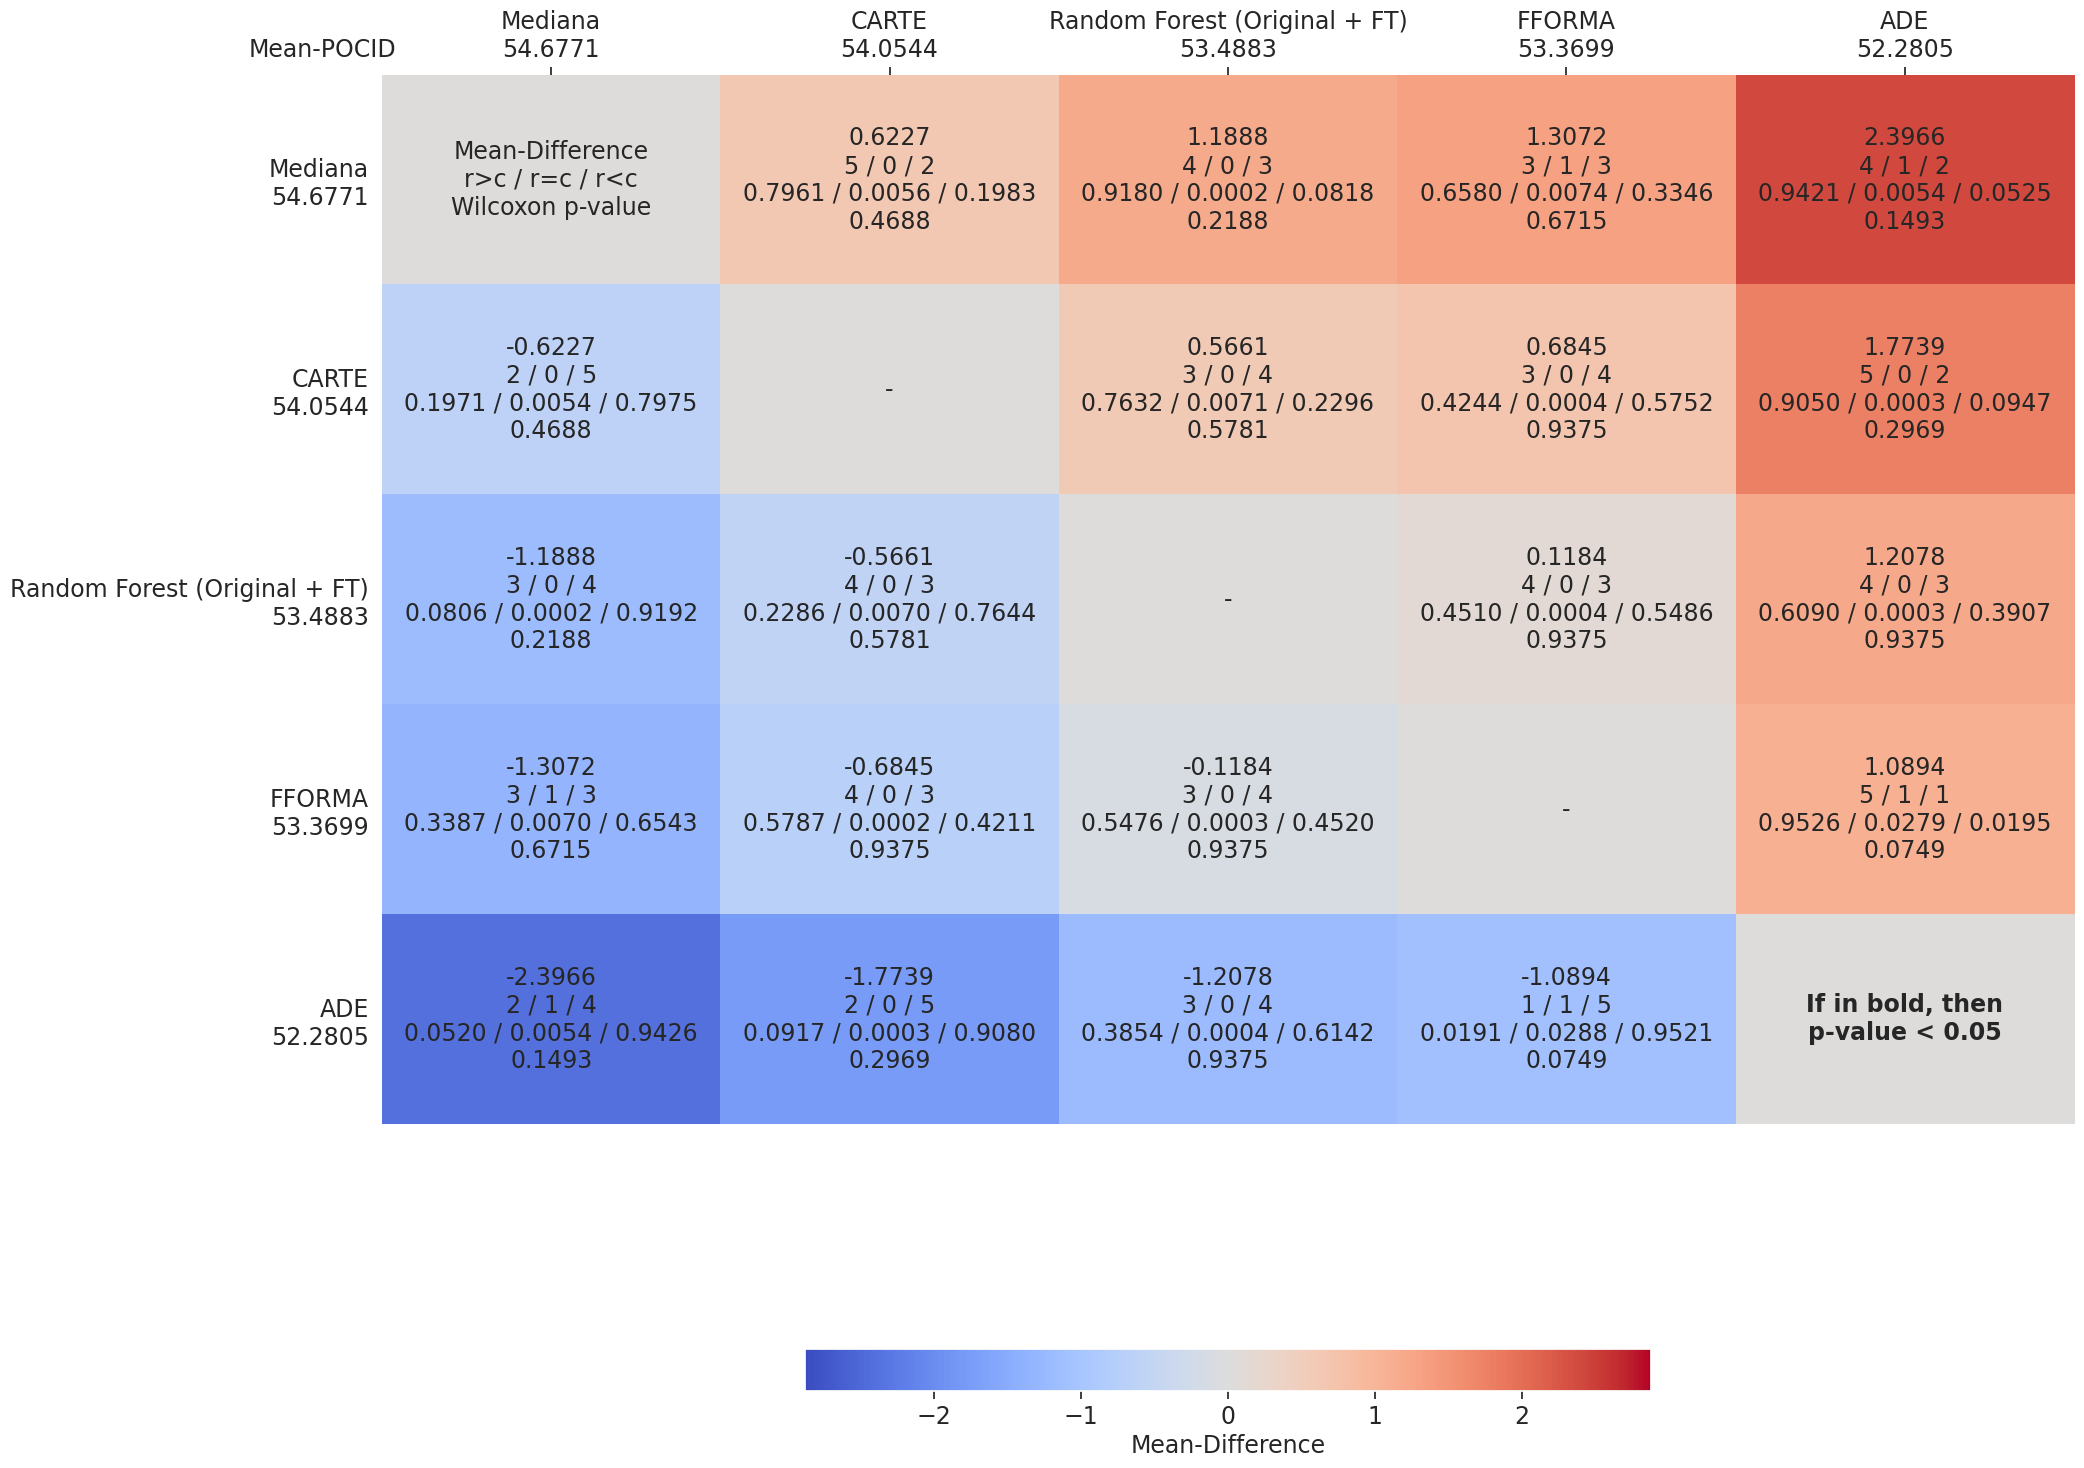 Mediana
54.6771
CARTE
54.0544
Random Forest (Original + FT)
53.4883
FFORMA
53.3699
ADE
52.2805
Mean-POCID
Mediana
54.6771
Mean-Difference
r>c / r=c / r<c
Wilcoxon p-value
0.6227
5 / 0 / 2
0.7961 / 0.0056 / 0.1983
0.4688
1.1888
4 / 0 / 3
0.9180 / 0.0002 / 0.0818
0.2188
1.3072
3 / 1 / 3
0.6580 / 0.0074 / 0.3346
0.6715
2.3966
4 / 1 / 2
0.9421 / 0.0054 / 0.0525
0.1493
CARTE
54.0544
-0.6227
2 / 0 / 5
0.1971 / 0.0054 / 0.7975
0.4688
-
0.5661
3 / 0 / 4
0.7632 / 0.0071 / 0.2296
0.5781
0.6845
3 / 0 / 4
0.4244 / 0.0004 / 0.5752
0.9375
1.7739
5 / 0 / 2
0.9050 / 0.0003 / 0.0947
0.2969
Random Forest (Original + FT)
53.4883
-1.1888
3 / 0 / 4
0.0806 / 0.0002 / 0.9192
0.2188
-0.5661
4 / 0 / 3
0.2286 / 0.0070 / 0.7644
0.5781
-
0.1184
4 / 0 / 3
0.4510 / 0.0004 / 0.5486
0.9375
1.2078
4 / 0 / 3
0.6090 / 0.0003 / 0.3907
0.9375
FFORMA
53.3699
-1.3072
3 / 1 / 3
0.3387 / 0.0070 / 0.6543
0.6715
-0.6845
4 / 0 / 3
0.5787 / 0.0002 / 0.4211
0.9375
-0.1184
3 / 0 / 4
0.5476 / 0.0003 / 0.4520
0.9375
-
1.0894
5 / 1 / 1
0.9526 / 0.0279 / 0.0195
0.0749
ADE
52.2805
-2.3966
2 / 1 / 4
0.0520 / 0.0054 / 0.9426
0.1493
-1.7739
2 / 0 / 5
0.0917 / 0.0003 / 0.9080
0.2969
-1.2078
3 / 0 / 4
0.3854 / 0.0004 / 0.6142
0.9375
-1.0894
1 / 1 / 5
0.0191 / 0.0288 / 0.9521
0.0749
If in bold, then
p-value < 0.05
−2
−1
0
1
2
Mean-Difference